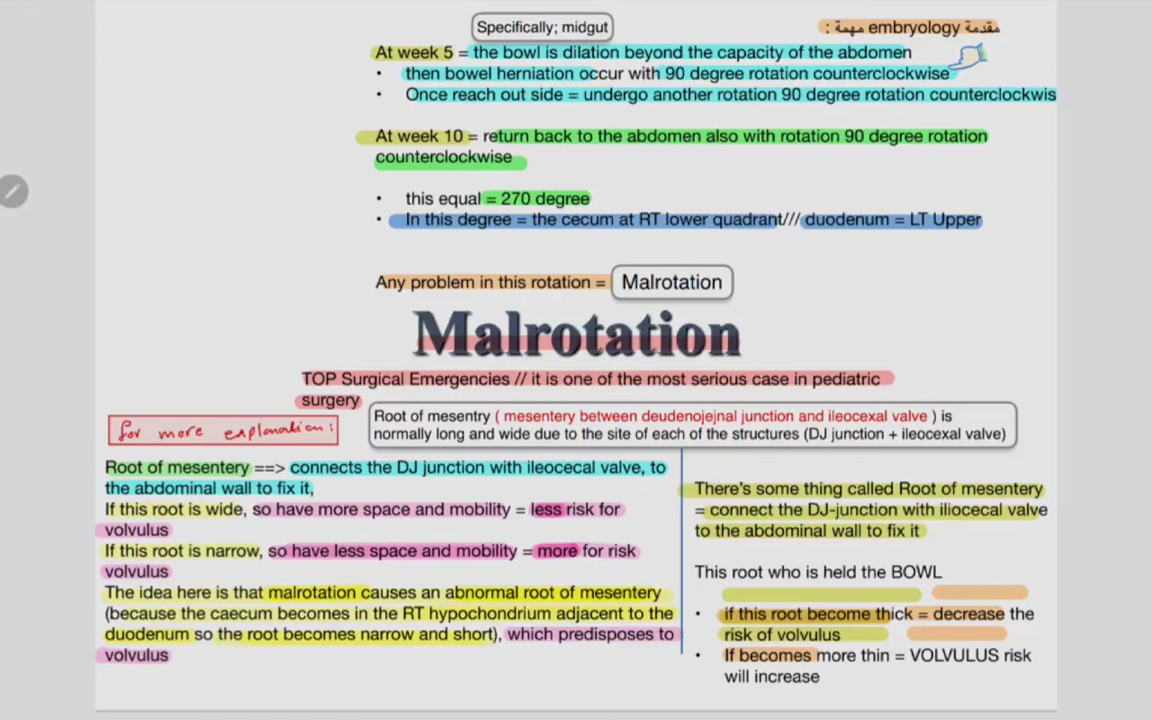 Specifically; midgut
مقدمة embryology مهمة :
At week 5 = the bowl is dilation beyond the capacity of the abdomen
• then bowel herniation occur with 90 degree rotation counterclockwise
• Once reach out side = undergo another rotation 90 degree rotation counterclockwis
At week 10 = return back to the abdomen also with rotation 90 degree rotation
counterclockwise
• this equal = 270 degree
• In this degree = the cecum at RT lower quadrant/// duodenum = LT Upper
Any problem in this rotation = Malrotation
Malrotation
TOP Surgical Emergencies // it is one of the most serious case in pediatric
surgery
for more explanation:
Root of mesentry ( mesentery between deudenojejnal junction and ileocexal valve ) is
normally long and wide due to the site of each of the structures (DJ junction + ileocexal valve)
Root of mesentery ==> connects the DJ junction with ileocecal valve, to
the abdominal wall to fix it,
If this root is wide, so have more space and mobility = less risk for
volvulus
If this root is narrow, so have less space and mobility = more for risk
volvulus
The idea here is that malrotation causes an abnormal root of mesentery
(because the caecum becomes in the RT hypochondrium adjacent to the
duodenum so the root becomes narrow and short), which predisposes to
volvulus
There's some thing called Root of mesentery
= connect the DJ-junction with iliocecal valve
to the abdominal wall to fix it
This root who is held the BOWL
• if this root become thick = decrease the
risk of volvulus
• If becomes more thin = VOLVULUS risk
will increase